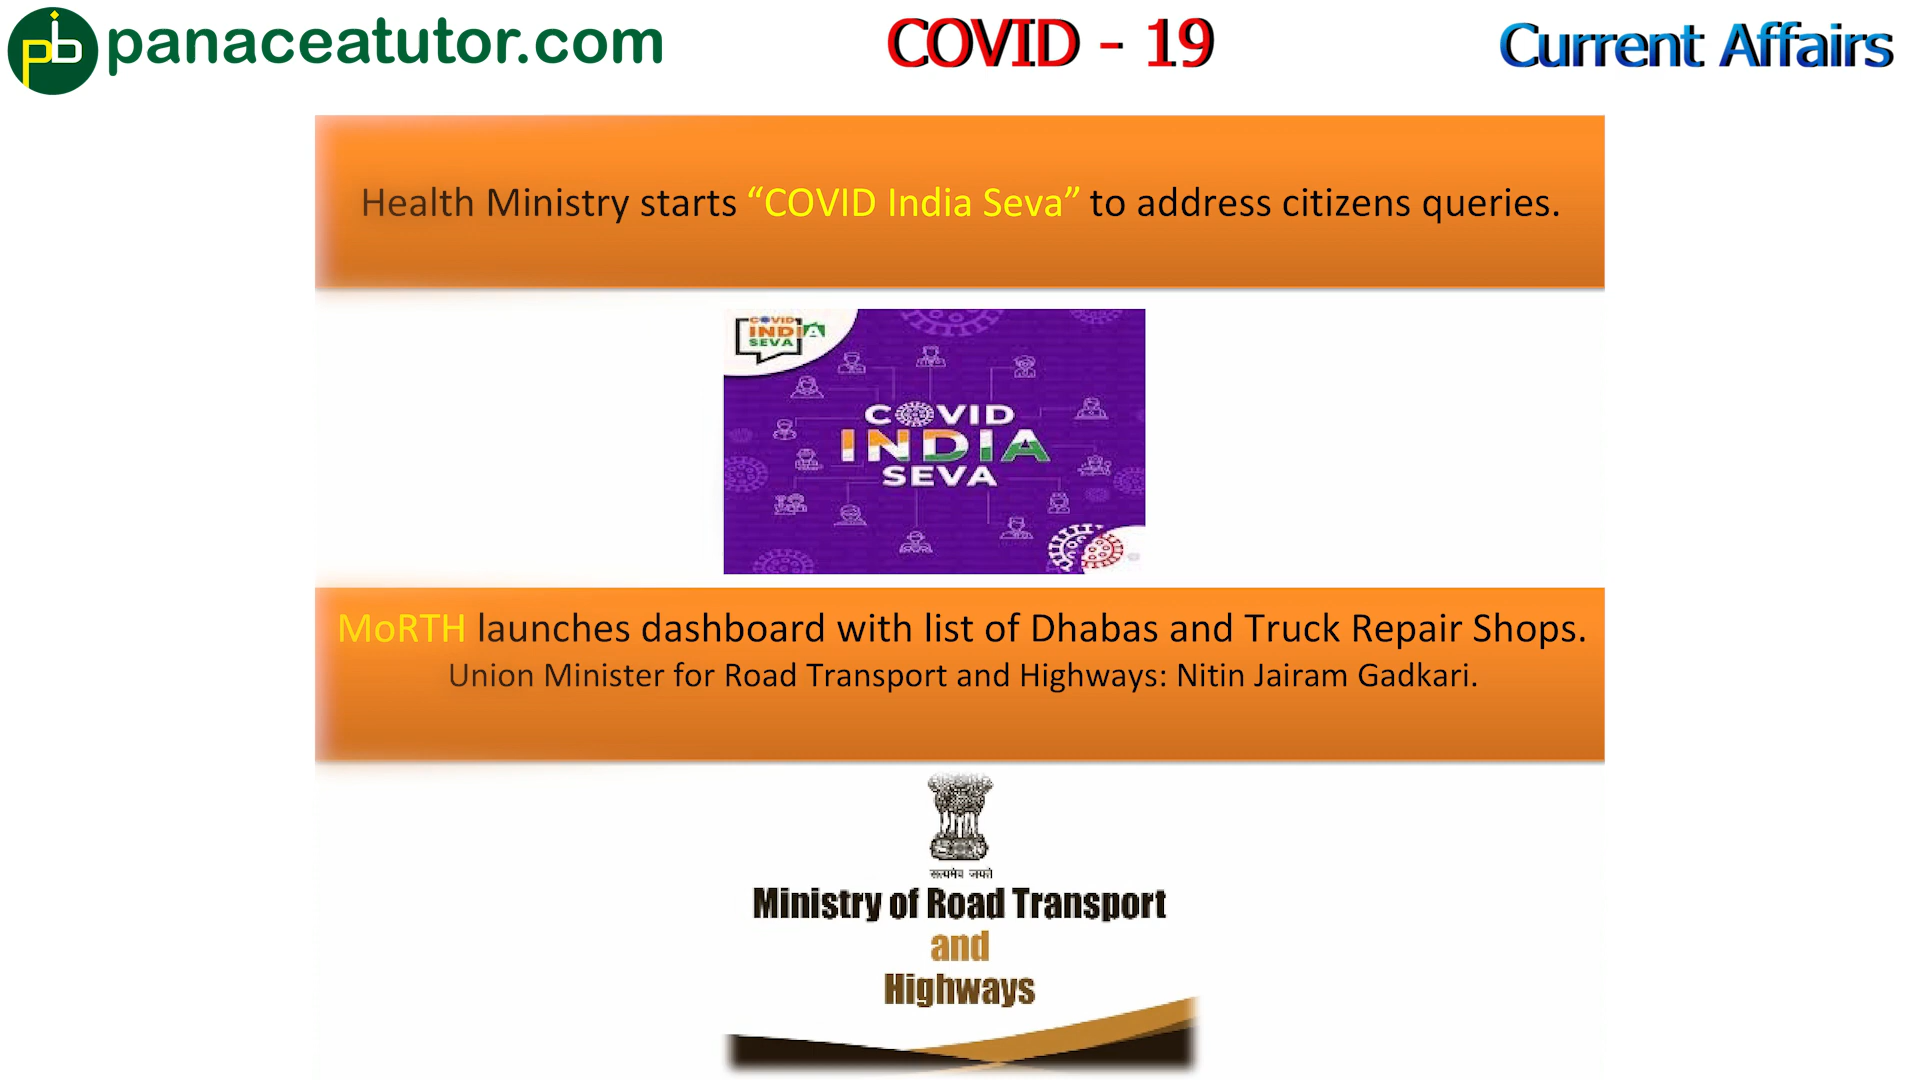 pb panaceatutor.com
COVID - 19
Current Affairs
Health Ministry starts “COVID India Seva” to address citizens queries.
COVID
INDIA
SEVA
COVID
INDIA
SEVA
MoRTH launches dashboard with list of Dhabas and Truck Repair Shops.
Union Minister for Road Transport and Highways: Nitin Jairam Gadkari.
सत्यमेव जयते
Ministry of Road Transport
and
Highways